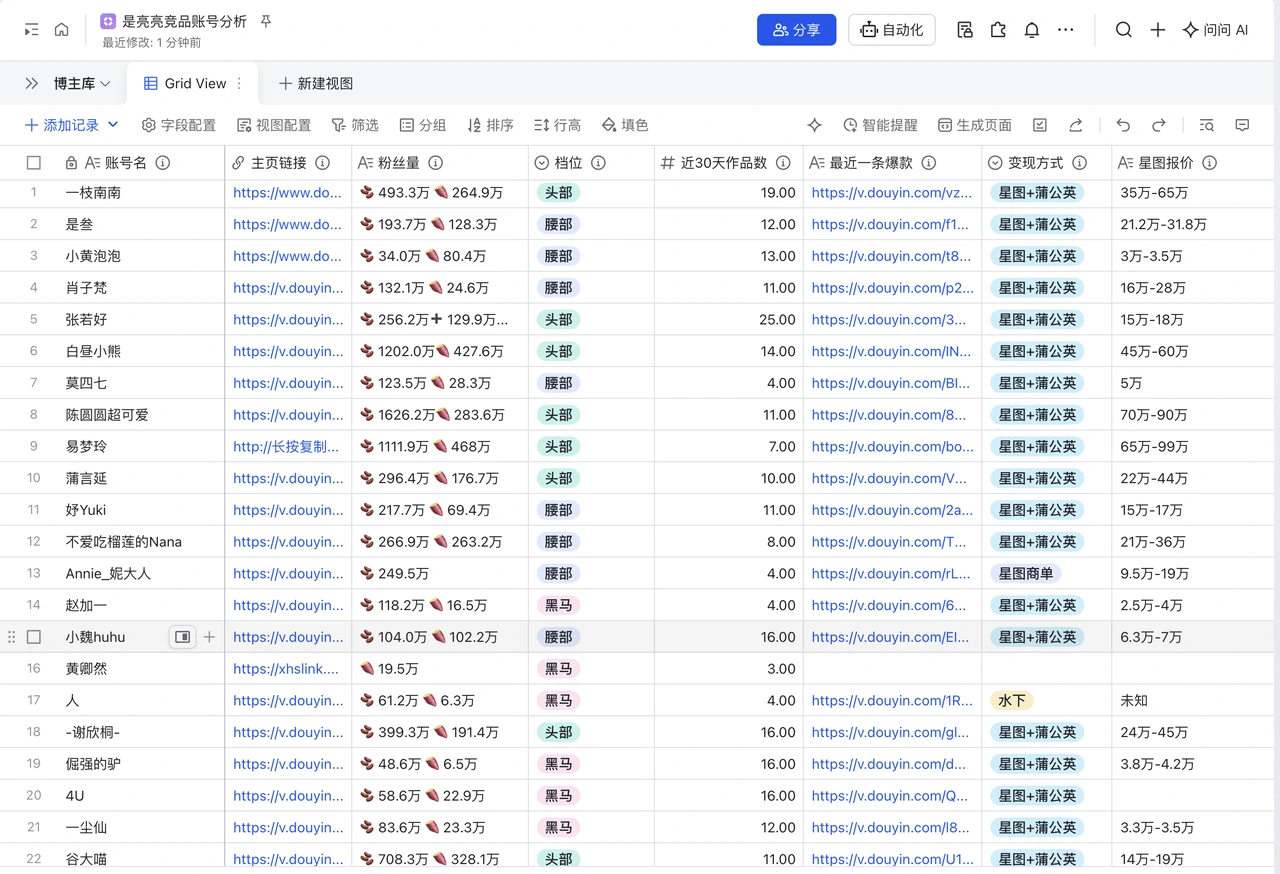 是亮亮竞品账号分析
最近修改: 1 分钟前
分享
自动化
问问 AI
博主库
Grid View
新建视图
添加记录
字段配置
视图配置
筛选
分组
排序
行高
填色
智能提醒
生成页面
账号名 主页链接 粉丝量 档位 近30天作品数 最近一条爆款 变现方式 星图报价
1 一枝南南 https://www.do... 493.3万 264.9万 头部 19.00 https://v.douyin.com/vz... 星图+蒲公英 35万-65万
2 是叁 https://www.do... 193.7万 128.3万 腰部 12.00 https://v.douyin.com/f1... 星图+蒲公英 21.2万-31.8万
3 小黄泡泡 https://www.do... 34.0万 80.4万 腰部 13.00 https://v.douyin.com/t8... 星图+蒲公英 3万-3.5万
4 肖子梵 https://v.douyin... 132.1万 24.6万 腰部 11.00 https://v.douyin.com/p2... 星图+蒲公英 16万-28万
5 张若好 https://v.douyin... 256.2万➕ 129.9万... 头部 25.00 https://v.douyin.com/3... 星图+蒲公英 15万-18万
6 白昼小熊 https://v.douyin... 1202.0万 427.6万 头部 14.00 https://v.douyin.com/IN... 星图+蒲公英 45万-60万
7 莫四七 https://v.douyin... 123.5万 28.3万 腰部 4.00 https://v.douyin.com/BI... 星图+蒲公英 5万
8 陈圆圆超可爱 https://v.douyin... 1626.2万 283.6万 头部 11.00 https://v.douyin.com/8... 星图+蒲公英 70万-90万
9 易梦玲 http://长按复制... 1111.9万 468万 头部 7.00 https://v.douyin.com/bo... 星图+蒲公英 65万-99万
10 蒲言延 https://v.douyin... 296.4万 176.7万 头部 10.00 https://v.douyin.com/V... 星图+蒲公英 22万-44万
11 妤Yuki https://v.douyin... 217.7万 69.4万 腰部 11.00 https://v.douyin.com/2a... 星图+蒲公英 15万-17万
12 不爱吃榴莲的Nana https://v.douyin... 266.9万 263.2万 腰部 8.00 https://v.douyin.com/T... 星图+蒲公英 21万-36万
13 Annie_妮大人 https://v.douyin... 249.5万 腰部 4.00 https://v.douyin.com/rL... 星图商单 9.5万-19万
14 赵加一 https://v.douyin... 118.2万 16.5万 黑马 4.00 https://v.douyin.com/6... 星图+蒲公英 2.5万-4万
小魏huhu https://v.douyin... 104.0万 102.2万 腰部 16.00 https://v.douyin.com/EI... 星图+蒲公英 6.3万-7万
16 黄卿然 https://xhslink.... 19.5万 黑马 3.00
17 人 https://v.douyin... 61.2万 6.3万 黑马 4.00 https://v.douyin.com/1R... 水下 未知
18 -谢欣桐- https://v.douyin... 399.3万 191.4万 头部 16.00 https://v.douyin.com/gl... 星图+蒲公英 24万-45万
19 倔强的驴 https://v.douyin... 48.6万 6.5万 黑马 16.00 https://v.douyin.com/d... 星图+蒲公英 3.8万-4.2万
20 4U https://v.douyin... 58.6万 22.9万 黑马 16.00 https://v.douyin.com/Q... 星图+蒲公英
21 一尘仙 https://v.douyin... 83.6万 23.3万 黑马 12.00 https://v.douyin.com/l8... 星图+蒲公英 3.3万-3.5万
22 谷大喵 https://v.douyin... 708.3万 328.1万 头部 11.00 https://v.douyin.com/U1... 星图+蒲公英 14万-19万